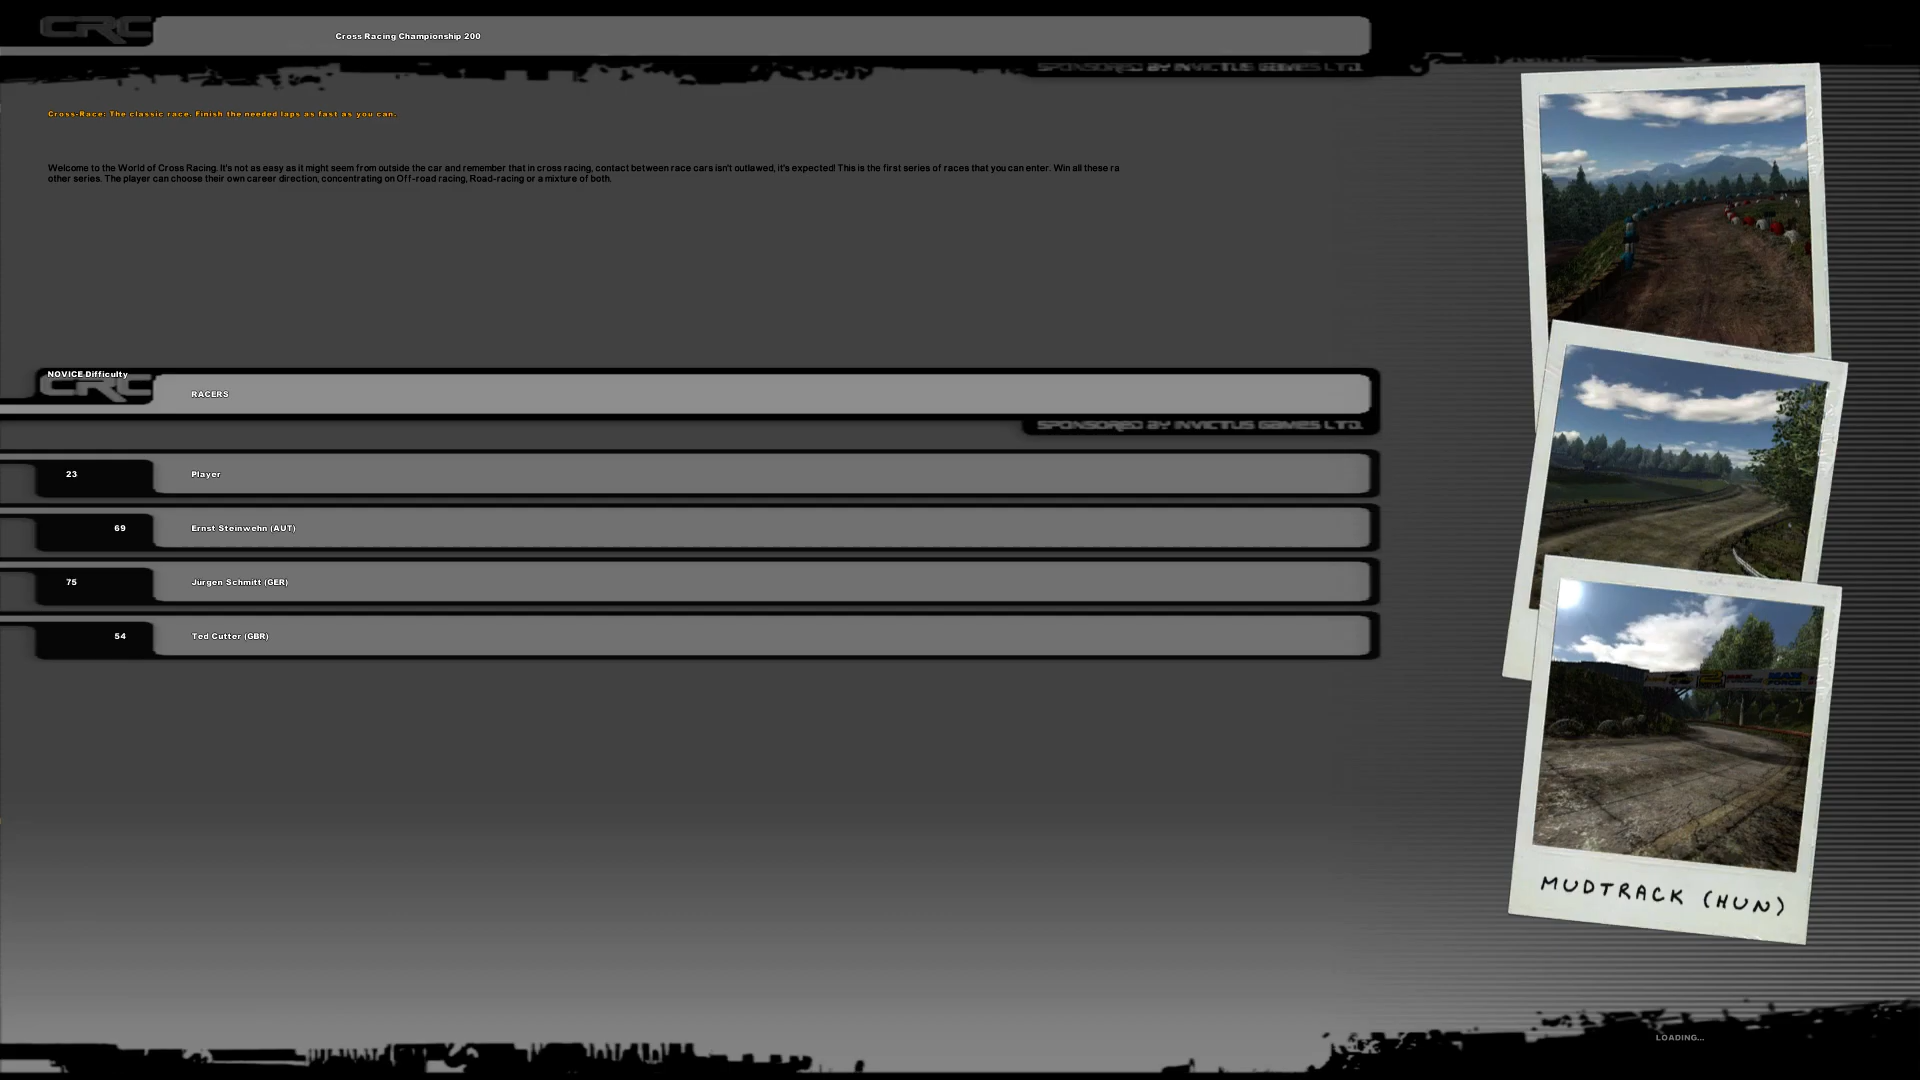 CRC
Cross Racing Championship 200
SPONSORED BY INVICTUS GAMES LTD.
Cross-Race: The classic race. Finish the needed laps as fast as you can.
Welcome to the World of Cross Racing. It's not as easy as it might seem from outside the car and remember that in cross racing, contact between race cars isn't outlawed, it's expected! This is the first series of races that you can enter. Win all these ra
other series. The player can choose their own career direction, concentrating on Off-road racing, Road-racing or a mixture of both.
NOVICE Difficulty
CRC
RACERS
SPONSORED BY INVICTUS GAMES LTD.
23 Player
69 Ernst Steinwehn (AUT)
75 Jurgen Schmitt (GER)
54 Ted Cutter (GBR)
MUDTRACK (HUN)
LOADING...